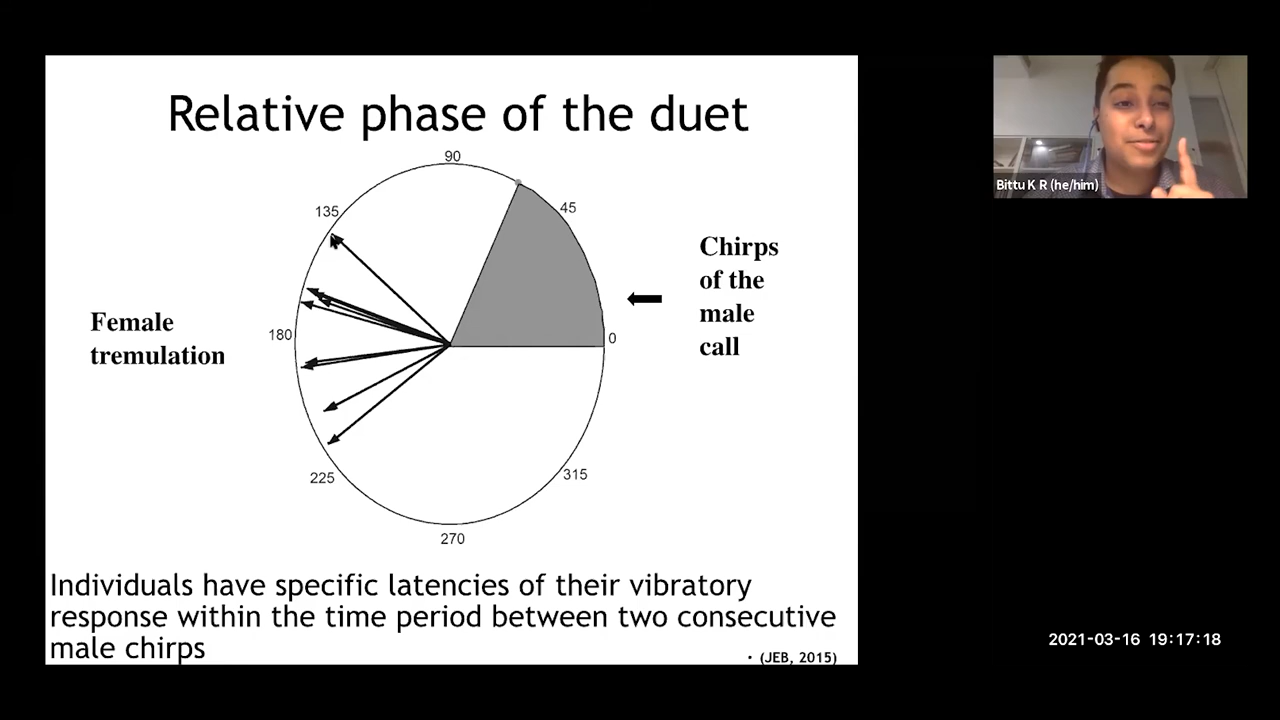 Relative phase of the duet
90
135
45
Chirps
of the
male
call
Female
tremulation
180
0
225
315
270
Individuals have specific latencies of their vibratory
response within the time period between two consecutive
male chirps
• (JEB, 2015)
Bittu K R (he/him)
2021-03-16 19:17:18